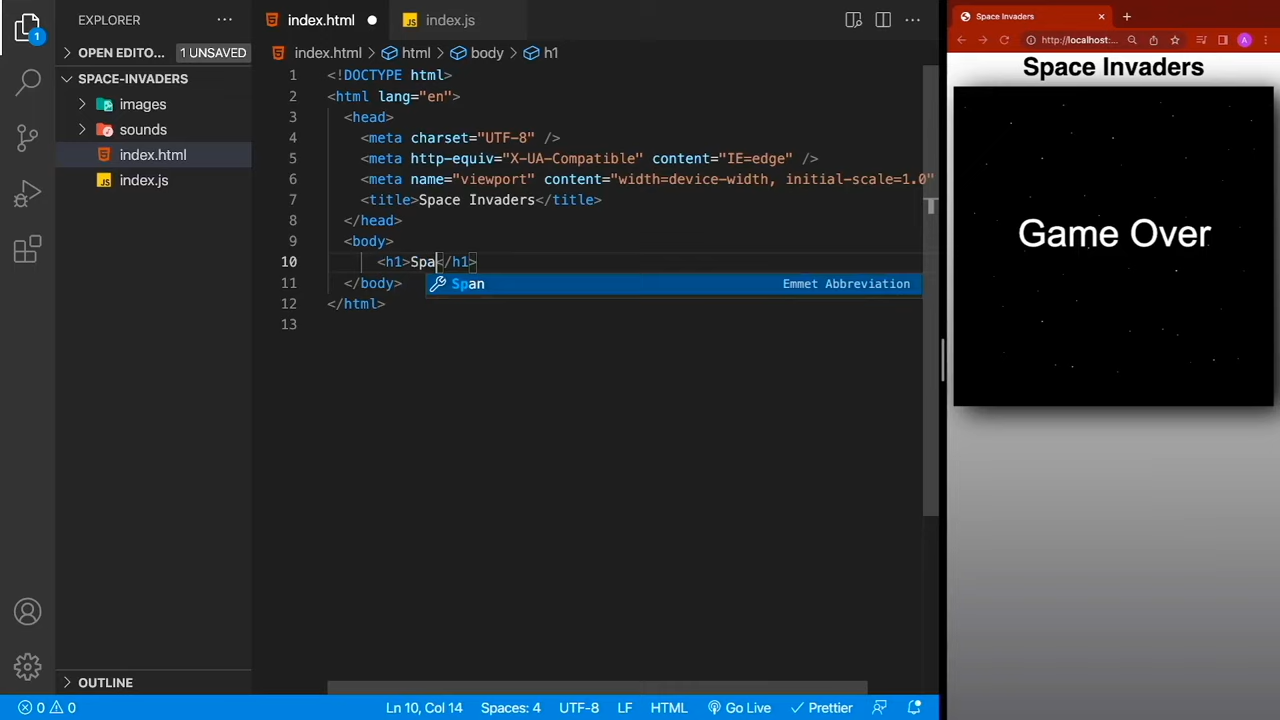 EXPLORER
index.html
index.js
Space Invaders
1
OPEN EDITO...
1 UNSAVED
index.html
html
body
h1
http://localhost:...
A
SPACE-INVADERS
images
sounds
index.html
index.js
1 <!DOCTYPE html>
2 <html lang="en">
3 <head>
4 <meta charset="UTF-8" />
5 <meta http-equiv="X-UA-Compatible" content="IE=edge" />
6 <meta name="viewport" content="width=device-width, initial-scale=1.0"
7 <title>Space Invaders</title>
8 </head>
9 <body>
10 <h1>Spa</h1>
11 </body>
12 </html>
13
Span Emmet Abbreviation
Space Invaders
Game Over
OUTLINE
0 0
Ln 10, Col 14
Spaces: 4
UTF-8
LF
HTML
Go Live
Prettier